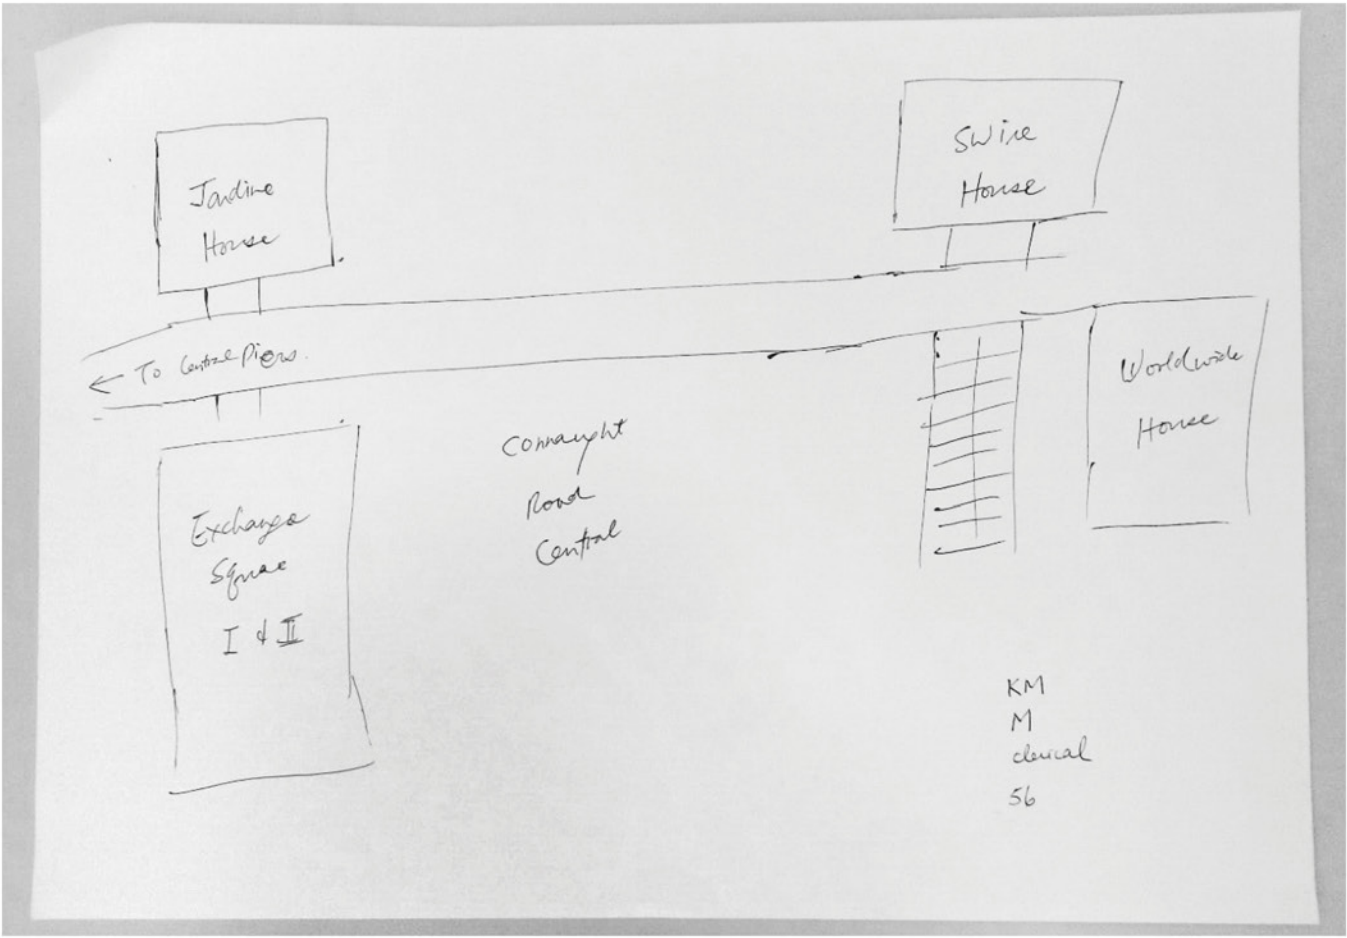 Jardine
House
Swire
House
← To Central Piers.
Worldwide
House
Connaught
Road
Central
Exchange
Square
I & II
KM
M
clerical
56